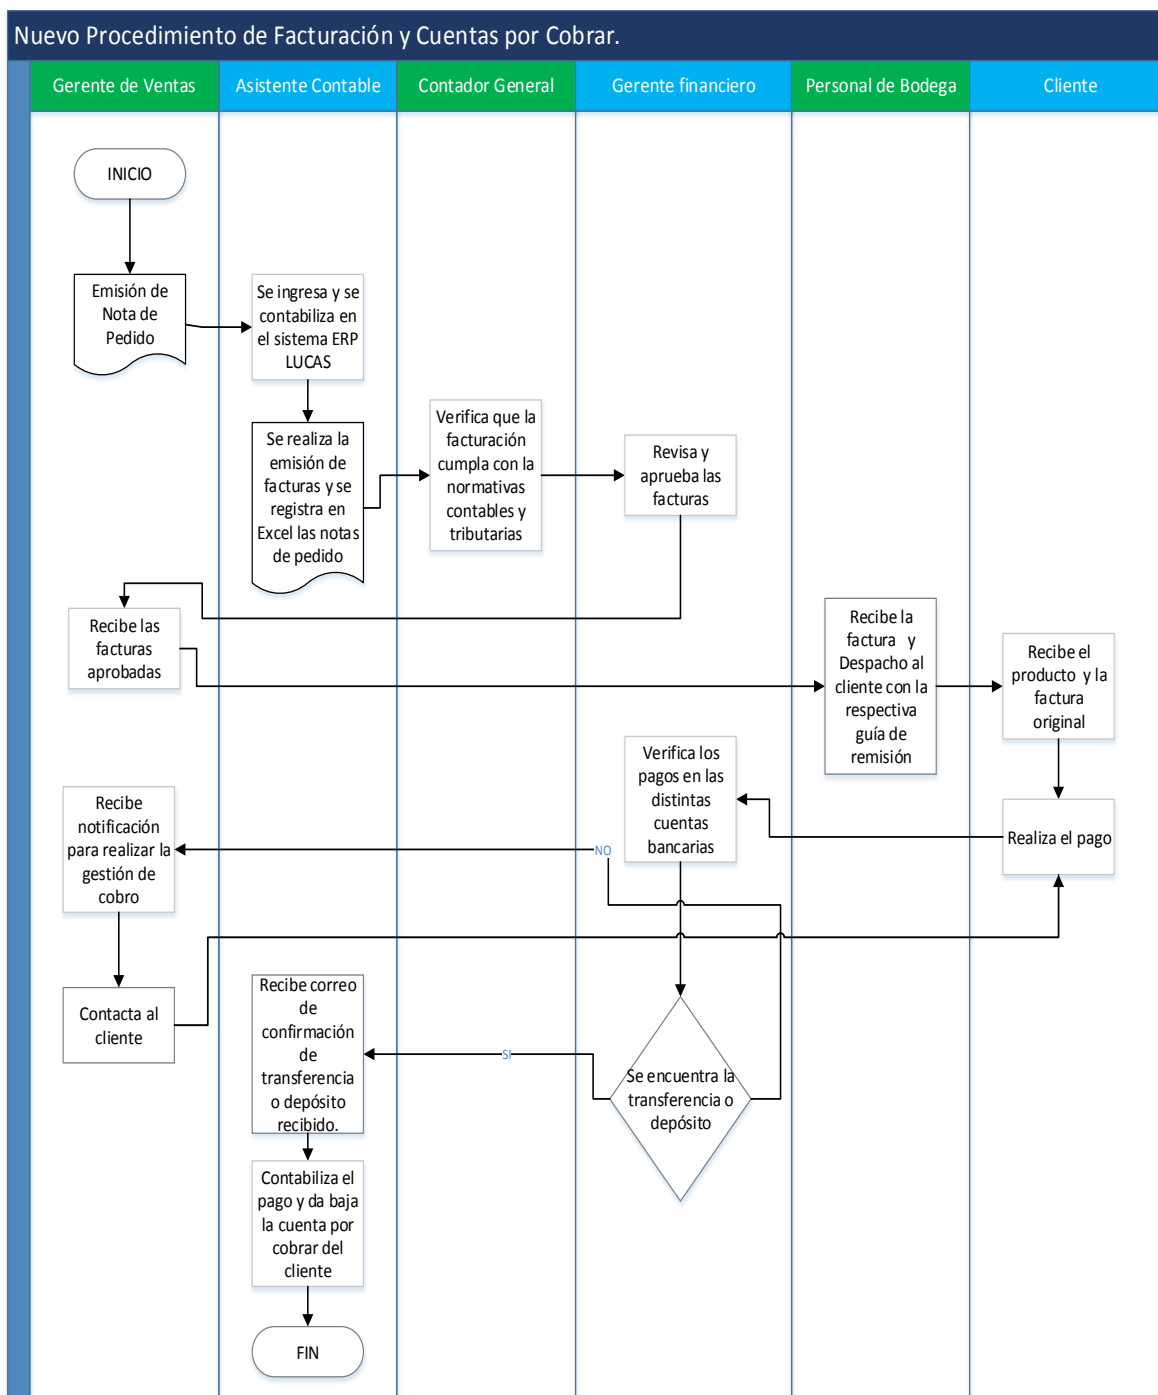 Nuevo Procedimiento de Facturación y Cuentas por Cobrar.
Gerente de Ventas
Asistente Contable
Contador General
Gerente financiero
Personal de Bodega
Cliente
INICIO
Emisión de
Nota de
Pedido
Se ingresa y se
contabiliza en
el sistema ERP
LUCAS
Se realiza la
emisión de
facturas y se
registra en
Excel las notas
de pedido
Verifica que la
facturación
cumpla con la
normativas
contables y
tributarias
Revisa y
aprueba las
facturas
Recibe las
facturas
aprobadas
Recibe la
factura y
Despacho al
cliente con la
respectiva
guía de
remisión
Recibe el
producto y la
factura
original
Realiza el pago
Verifica los
pagos en las
distintas
cuentas
bancarias
NO
Recibe
notificación
para realizar la
gestión de
cobro
Contacta al
cliente
Se encuentra la
transferencia o
depósito
SI
Recibe correo
de
confirmación
de
transferencia
o depósito
recibido.
Contabiliza el
pago y da baja
la cuenta por
cobrar del
cliente
FIN